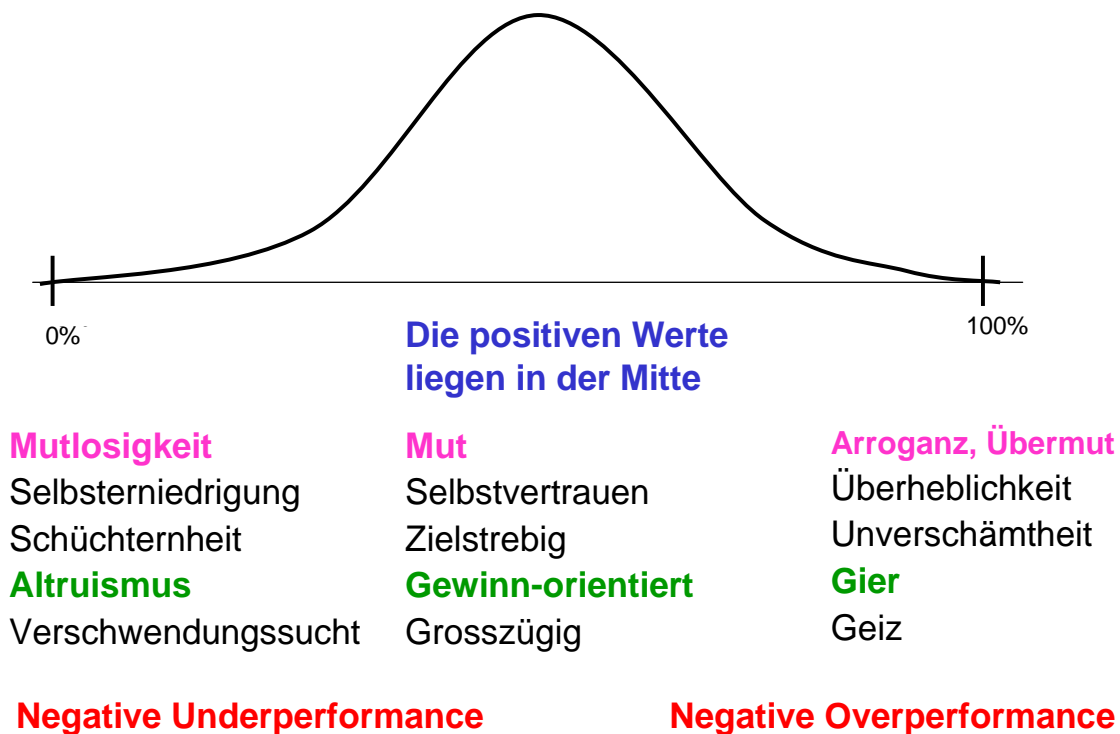 0%
100%
Die positiven Werte
liegen in der Mitte
Mutlosigkeit
Mut
Arroganz, Übermut
Selbsterniedrigung
Selbstvertrauen
Überheblichkeit
Schüchternheit
Zielstrebig
Unverschämtheit
Altruismus
Gewinn-orientiert
Gier
Verschwendungssucht
Grosszügig
Geiz
Negative Underperformance
Negative Overperformance